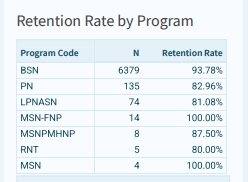 Retention Rate by Program
Program Code N Retention Rate
BSN 6379 93.78%
PN 135 82.96%
LPNASN 74 81.08%
MSN-FNP 14 100.00%
MSNPMHNP 8 87.50%
RNT 5 80.00%
MSN 4 100.00%